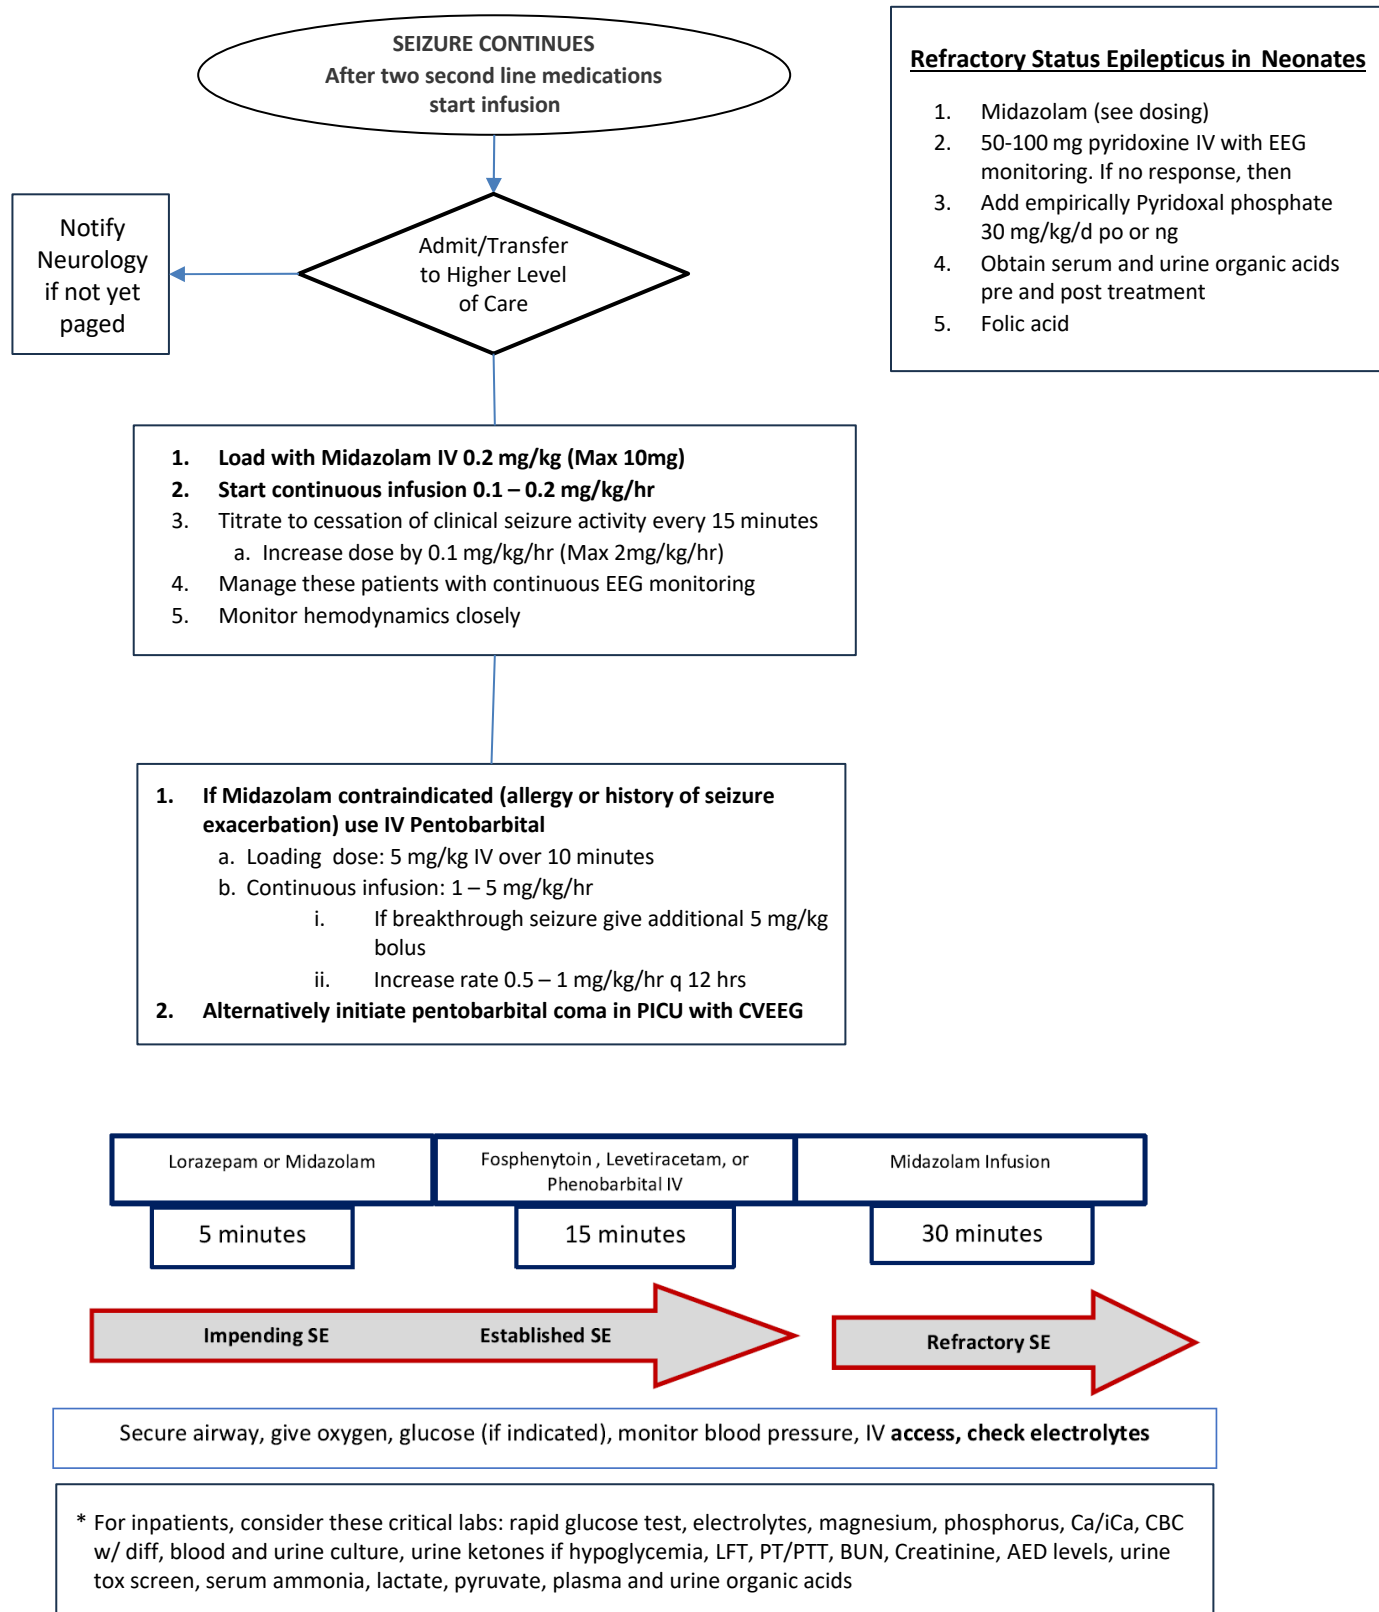 SEIZURE CONTINUES
After two second line medications
start infusion
Refractory Status Epilepticus in Neonates
1. Midazolam (see dosing)
2. 50-100 mg pyridoxine IV with EEG
monitoring. If no response, then
3. Add empirically Pyridoxal phosphate
30 mg/kg/d po or ng
4. Obtain serum and urine organic acids
pre and post treatment
5. Folic acid
Notify
Neurology
if not yet
paged
Admit/Transfer
to Higher Level
of Care
1. Load with Midazolam IV 0.2 mg/kg (Max 10mg)
2. Start continuous infusion 0.1 – 0.2 mg/kg/hr
3. Titrate to cessation of clinical seizure activity every 15 minutes
a. Increase dose by 0.1 mg/kg/hr (Max 2mg/kg/hr)
4. Manage these patients with continuous EEG monitoring
5. Monitor hemodynamics closely
1. If Midazolam contraindicated (allergy or history of seizure
exacerbation) use IV Pentobarbital
a. Loading dose: 5 mg/kg IV over 10 minutes
b. Continuous infusion: 1 – 5 mg/kg/hr
i. If breakthrough seizure give additional 5 mg/kg
bolus
ii. Increase rate 0.5 – 1 mg/kg/hr q 12 hrs
2. Alternatively initiate pentobarbital coma in PICU with CVEEG
Lorazepam or Midazolam
Fosphenytoin , Levetiracetam, or
Phenobarbital IV
Midazolam Infusion
5 minutes
15 minutes
30 minutes
Impending SE
Established SE
Refractory SE
Secure airway, give oxygen, glucose (if indicated), monitor blood pressure, IV access, check electrolytes
* For inpatients, consider these critical labs: rapid glucose test, electrolytes, magnesium, phosphorus, Ca/iCa, CBC
w/ diff, blood and urine culture, urine ketones if hypoglycemia, LFT, PT/PTT, BUN, Creatinine, AED levels, urine
tox screen, serum ammonia, lactate, pyruvate, plasma and urine organic acids